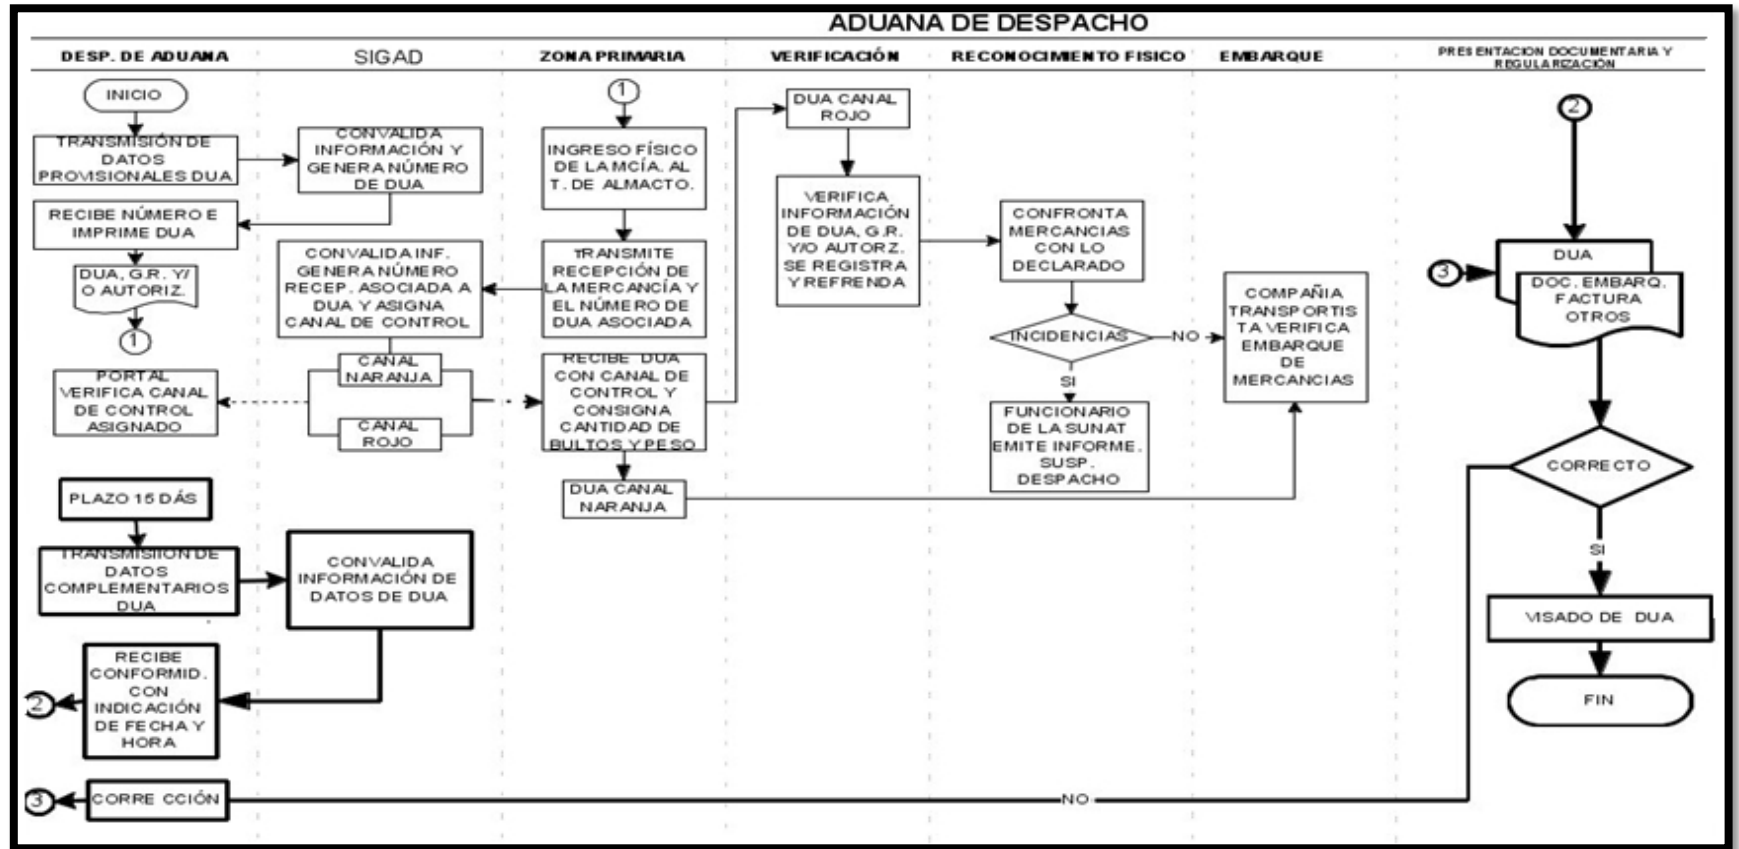 ADUANA DE DESPACHO
DESP. DE ADUANA
SIGAD
ZONA PRIMARIA
VERIFICACIÓN
RECONOCIMIENTO FISICO
EMBARQUE
PRESENTACION DOCUMENTARIA Y
REGULARIZACIÓN
INICIO
TRANSMISIÓN DE
DATOS
PROVISIONALES DUA
RECIBE NÚMERO E
IMPRIME DUA
DUA, G.R. Y/
O AUTORIZ.
1
PORTAL
VERIFICA CANAL
DE CONTROL
ASIGNADO
PLAZO 15 DÁS
TRANSMISIION DE
DATOS
COMPLEMENTARIOS
DUA
RECIBE
CONFORMID.
CON
INDICACIÓN
DE FECHA Y
HORA
2
CORRE CCIÓN
3
CONVALIDA
INFORMACIÓN Y
GENERA NÚMERO
DE DUA
CONVALIDA INF.
GENERA NÚMERO
RECEP. ASOCIADA A
DUA Y ASIGNA
CANAL DE CONTROL
CANAL
NARANJA
CANAL
ROJO
CONVALIDA
INFORMACIÓN DE
DATOS DE DUA
1
INGRESO FÍSICO
DE LA MCÍA. AL
T. DE ALMACTO.
TRANSMITE
RECEPCIÓN DE
LA MERCANCÍA Y
EL NÚMERO DE
DUA ASOCIADA
RECIBE DUA
CON CANAL DE
CONTROL Y
CONSIGNA
CANTIDAD DE
BULTOS Y PESO
DUA CANAL
NARANJA
DUA CANAL
ROJO
VERIFICA
INFORMACIÓN
DE DUA, G.R.
Y/O AUTORZ.
SE REGISTRA
Y REFRENDA
CONFRONTA
MERCANCIAS
CON LO
DECLARADO
INCIDENCIAS
NO
SI
FUNCIONARIO
DE LA SUNAT
EMITE INFORME.
SUSP.
DESPACHO
COMPAÑIA
TRANSPORTIS
TA VERIFICA
EMBARQUE
DE
MERCANCIAS
2
3
DUA
DOC. EMBARQ.
FACTURA
OTROS
CORRECTO
SI
NO
VISADO DE DUA
FIN